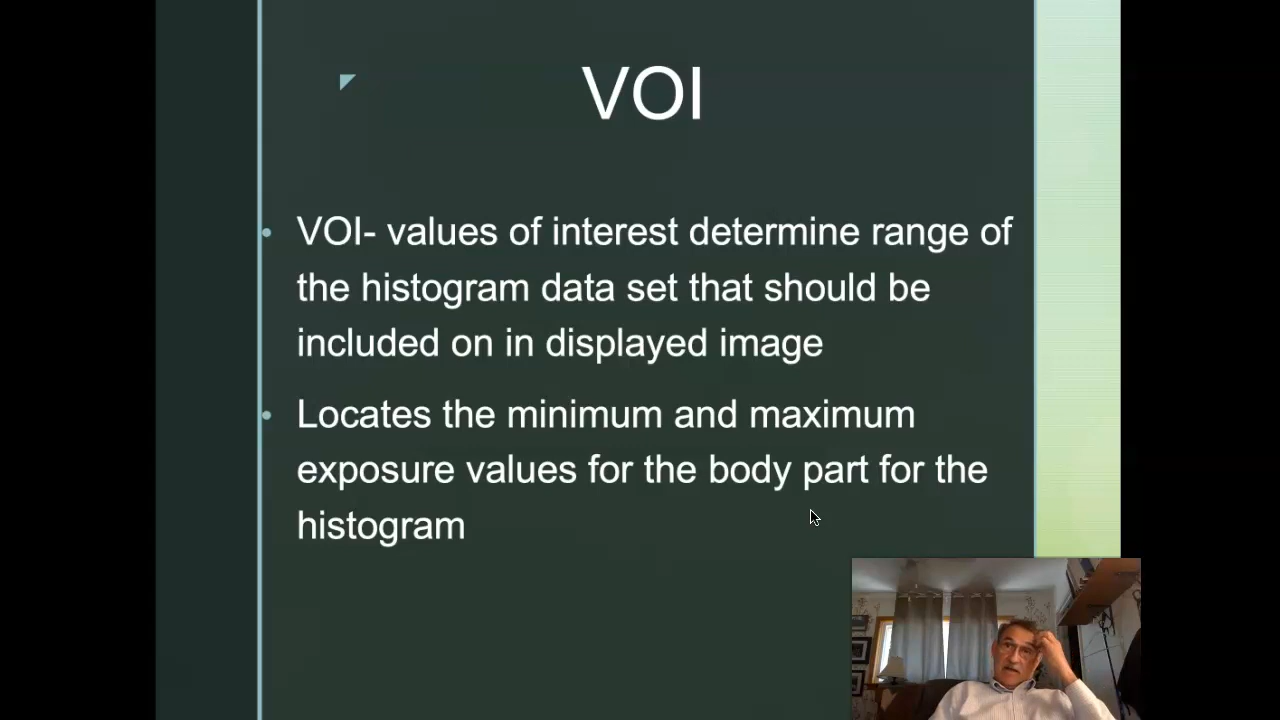 VOI
VOI- values of interest determine range of
the histogram data set that should be
included on in displayed image
Locates the minimum and maximum
exposure values for the body part for the
histogram